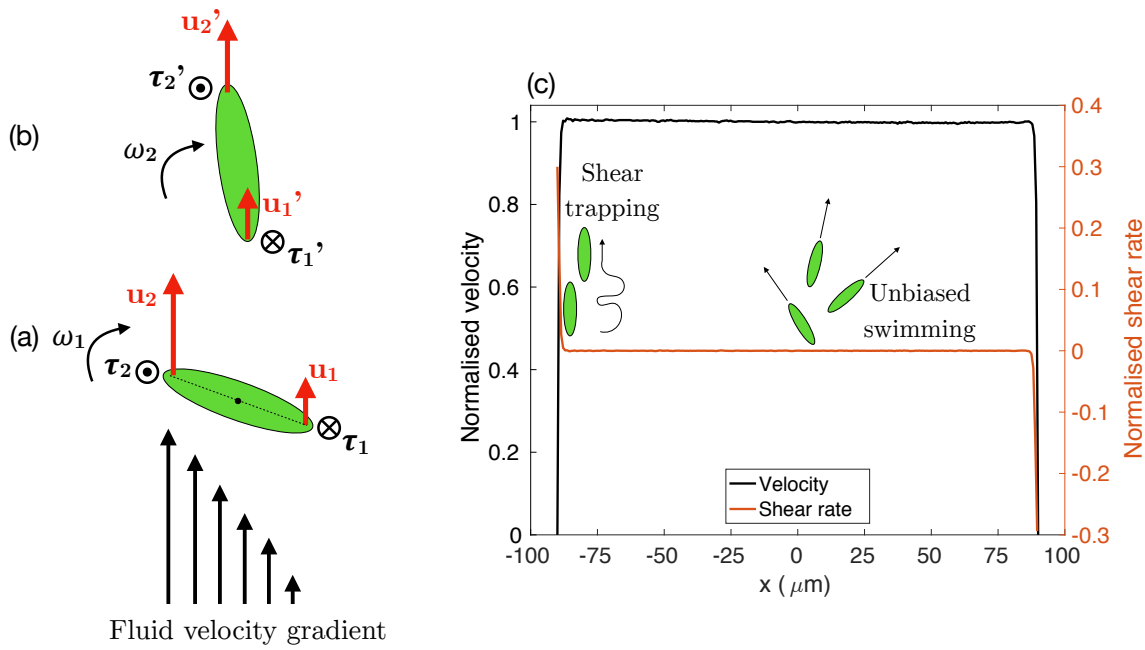 (b)
u₂'
τ₂'
ω₂
u₁'
τ₁'
(a)
u₂
ω₁
τ₂
u₁
τ₁
Fluid velocity gradient
(c)
Normalised velocity
1
0.8
0.6
0.4
0.2
0
Shear
trapping
Unbiased
swimming
Velocity
Shear rate
-100
-75
-50
-25
0
25
50
75
100
x (μm)
0.4
0.3
0.2
0.1
0
-0.1
-0.2
-0.3
Normalised shear rate